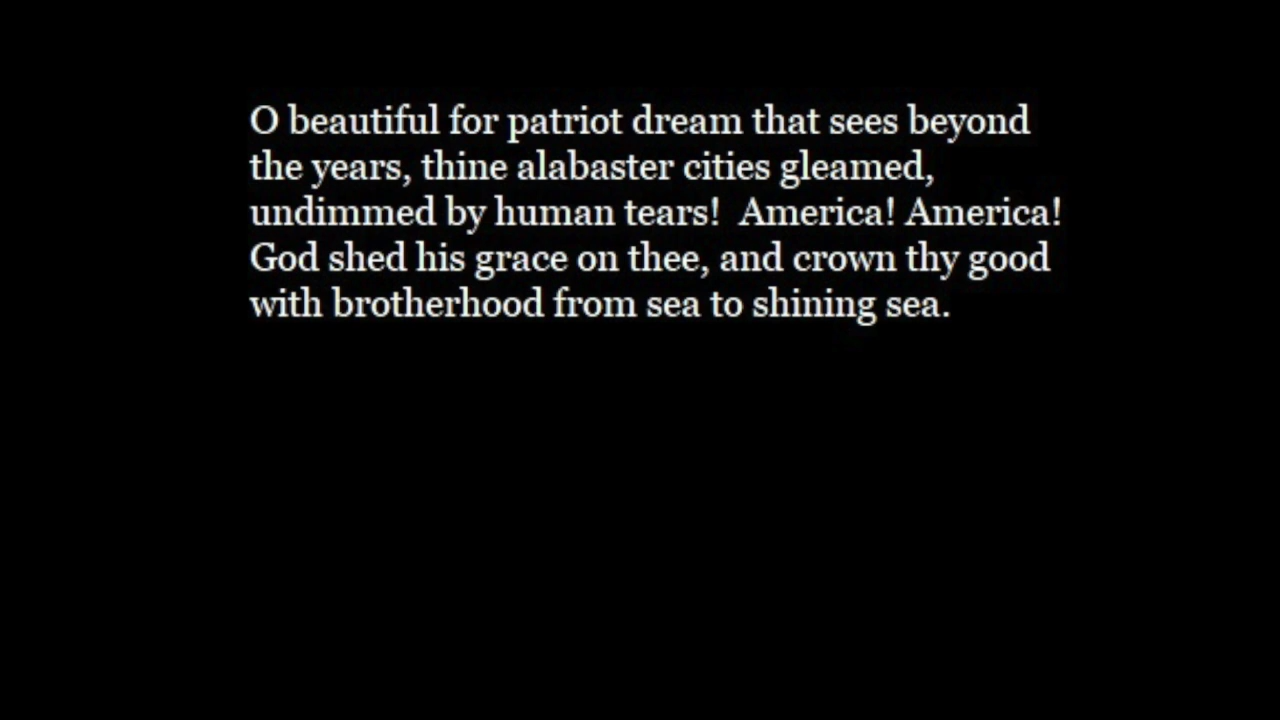 O beautiful for patriot dream that sees beyond
the years, thine alabaster cities gleamed,
undimmed by human tears!  America! America!
God shed his grace on thee, and crown thy good
with brotherhood from sea to shining sea.